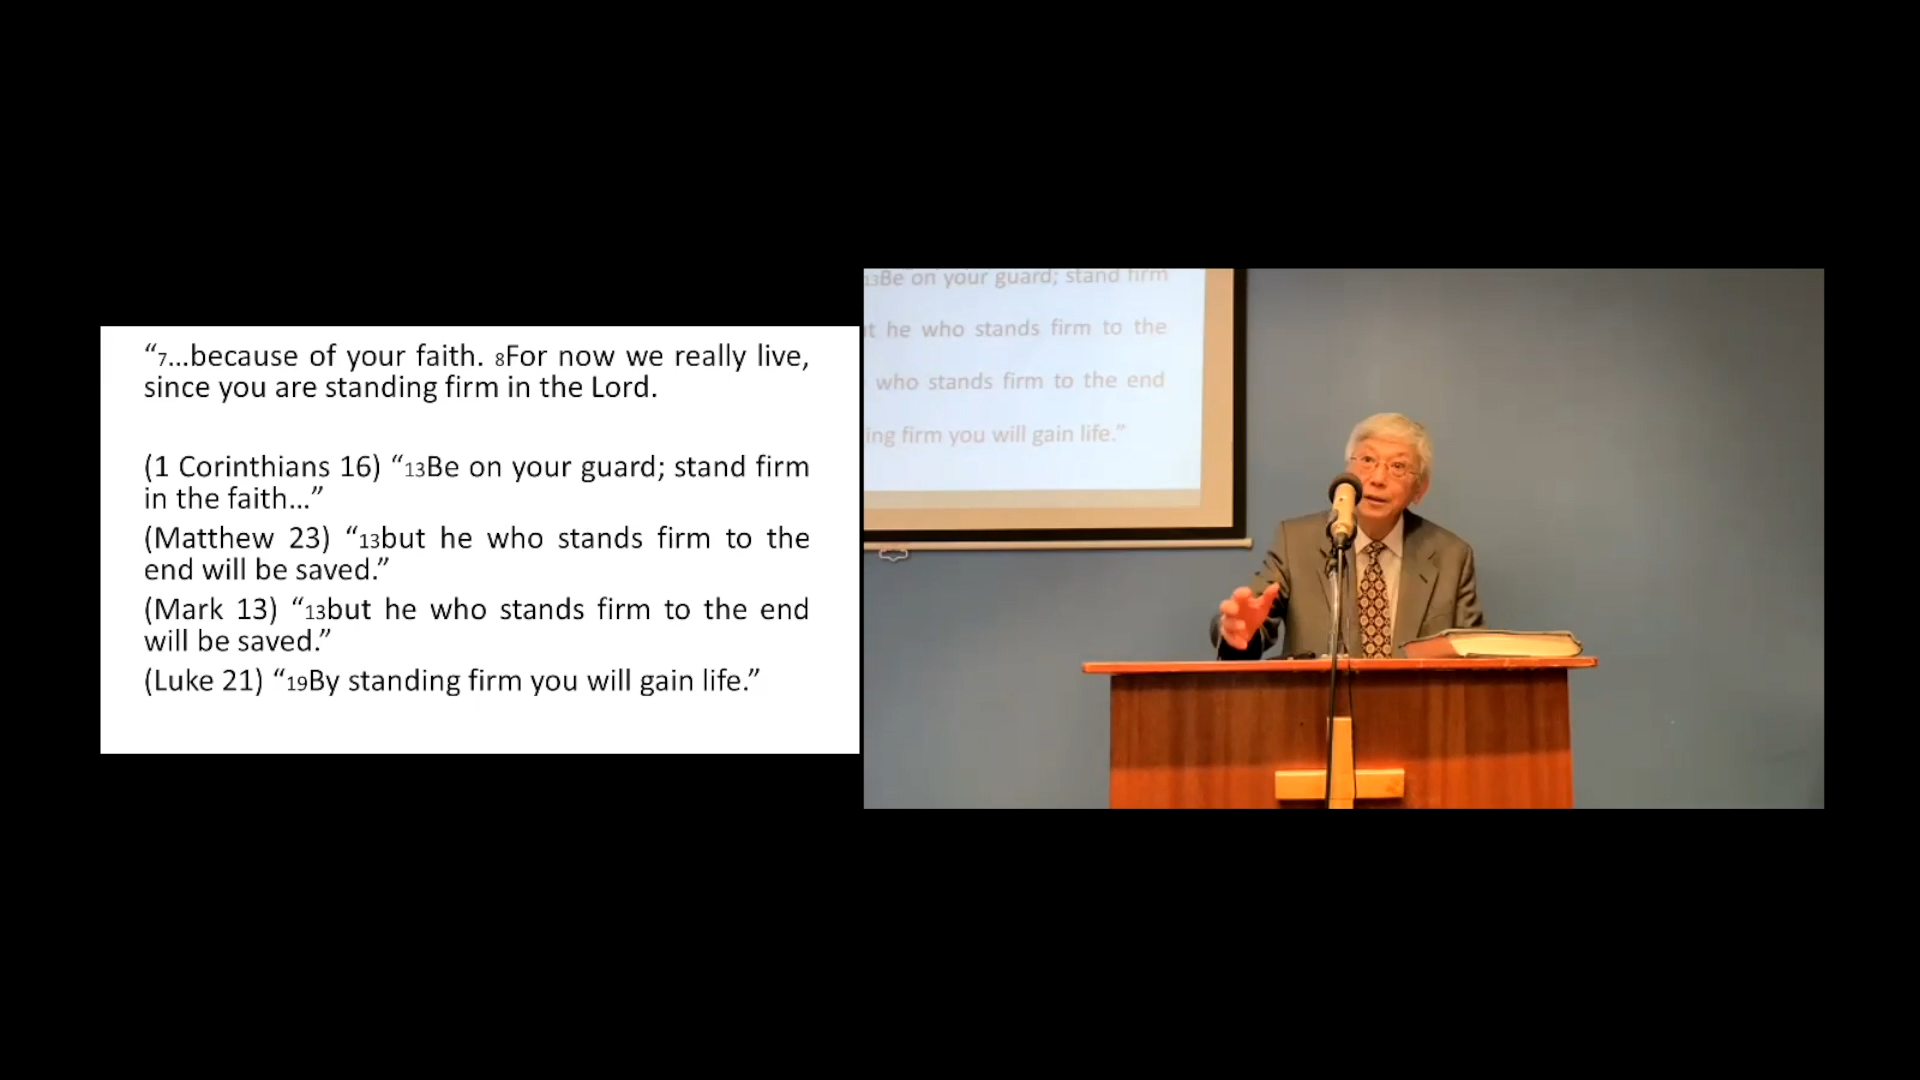 “7...because of your faith. 8For now we really live,
since you are standing firm in the Lord.
(1 Corinthians 16) “13Be on your guard; stand firm
in the faith...”
(Matthew 23) “13but he who stands firm to the
end will be saved.”
(Mark 13) “13but he who stands firm to the end
will be saved.”
(Luke 21) “19By standing firm you will gain life.”
13Be on your guard; stand firm
he who stands firm to the
who stands firm to the end
ing firm you will gain life.”